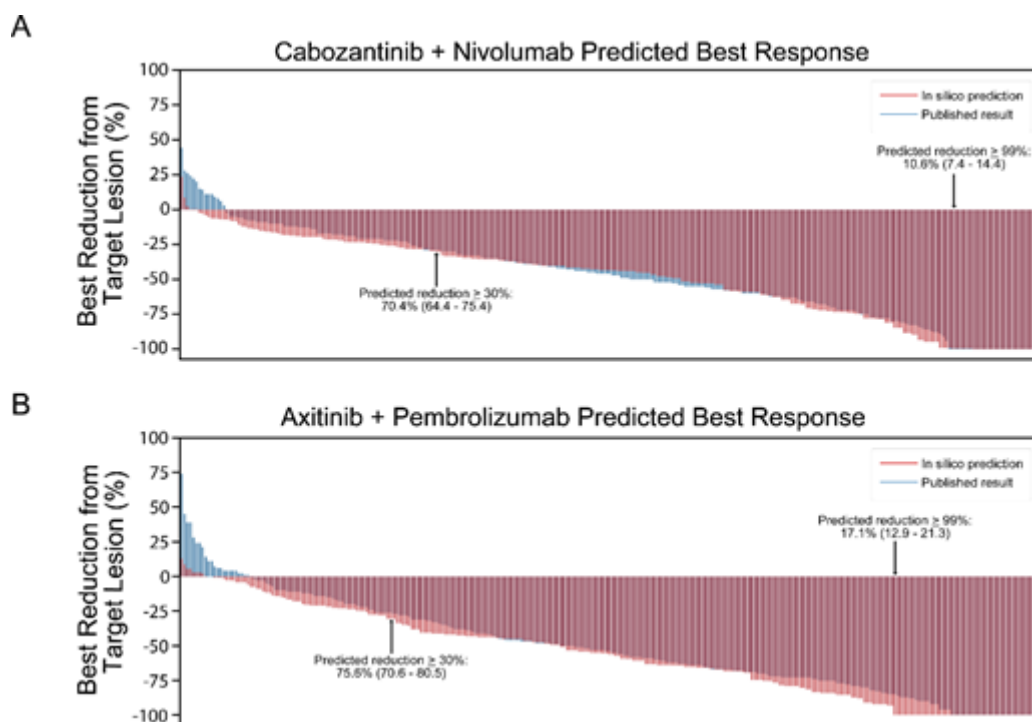 A
Cabozantinib + Nivolumab Predicted Best Response
Best Reduction from
Target Lesion (%)
100
75
50
25
0
-25
-50
-75
-100
In silico prediction
Published result
Predicted reduction ≥ 99%:
10.6% (7.4 - 14.4)
Predicted reduction ≥ 30%:
70.4% (64.4 - 75.4)
B
Axitinib + Pembrolizumab Predicted Best Response
Best Reduction from
Target Lesion (%)
100
75
50
25
0
-25
-50
-75
-100
In silico prediction
Published result
Predicted reduction ≥ 99%:
17.1% (12.9 - 21.3)
Predicted reduction ≥ 30%:
75.6% (70.6 - 80.5)